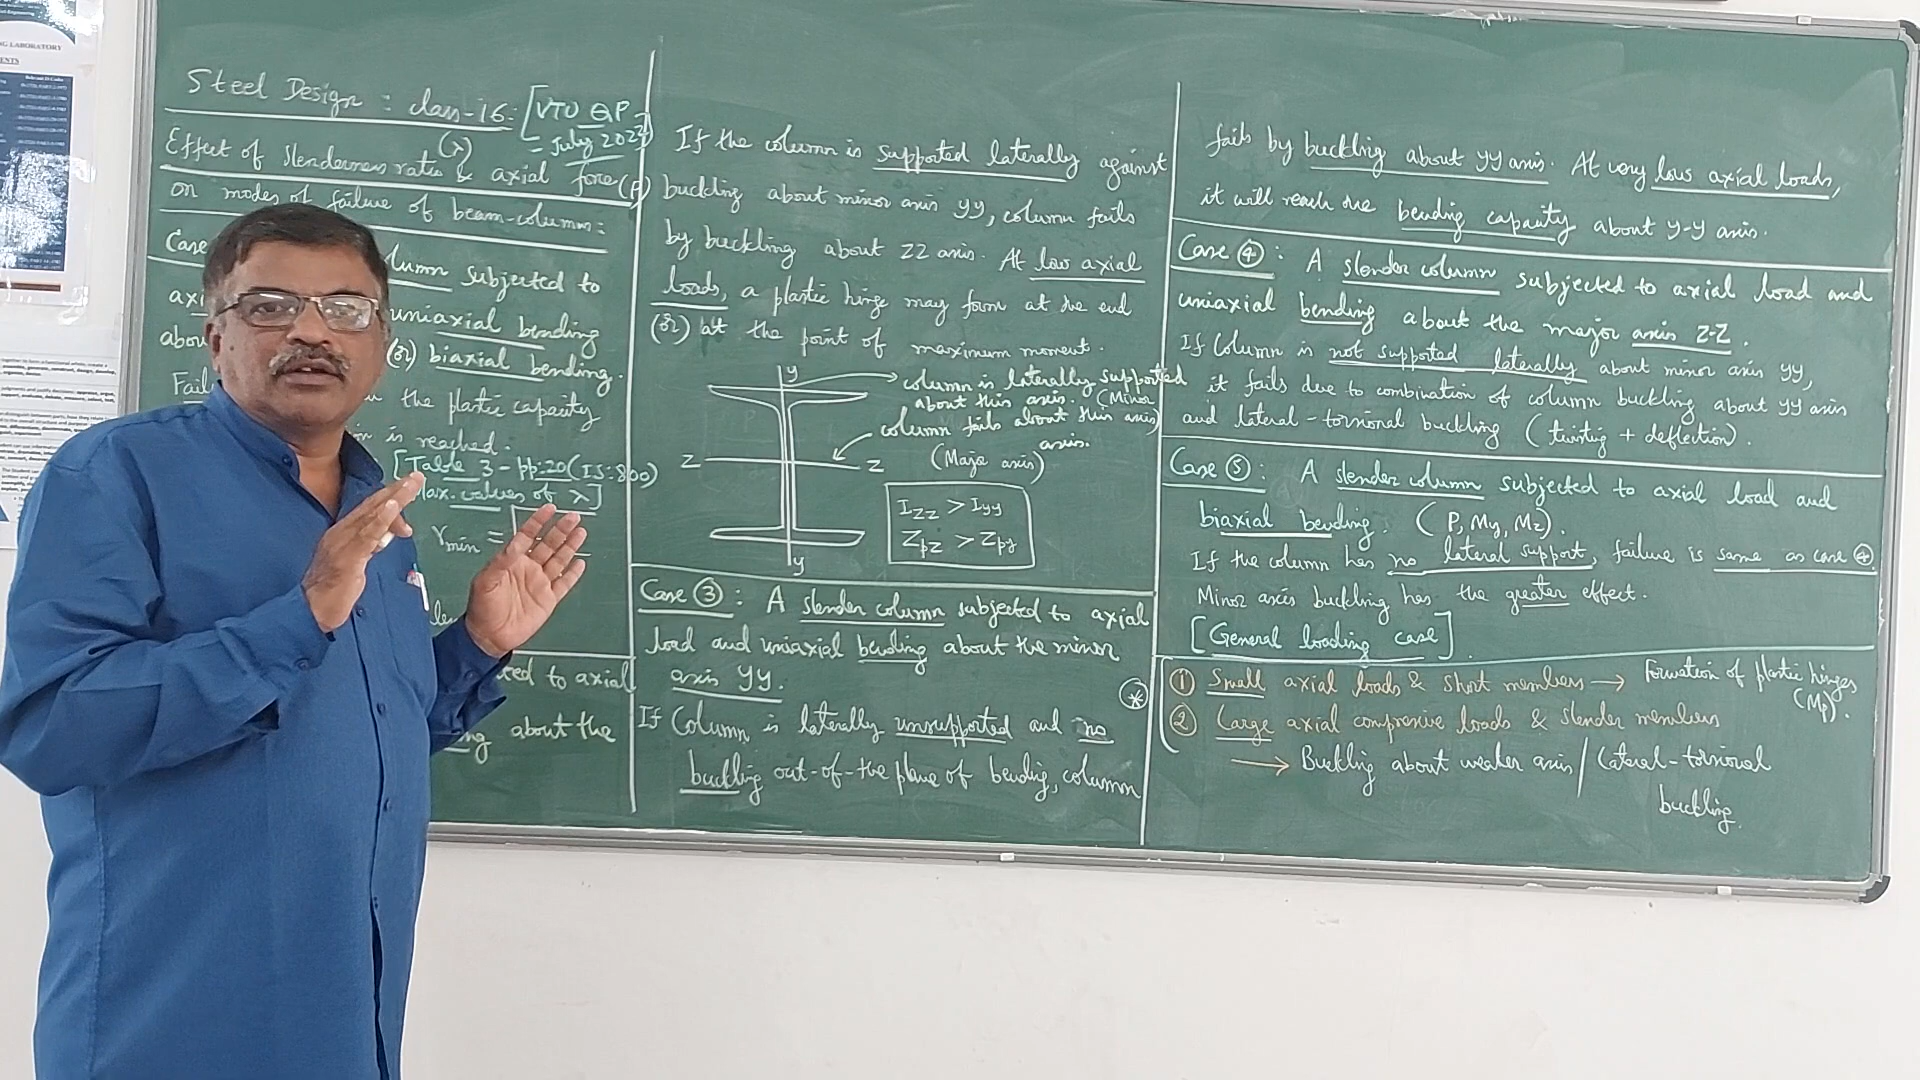 Steel Design : class-16: [VTU QP
- July 2022]
Effect of slenderness ratio (λ) & axial force (P)
on modes of failure of beam-columns:
Case
subjected to
axi
uniaxial bending
abou
(or) biaxial bending.
Fail
the plastic capacity
is reached.
[Table 3 - pp:20 (IS:800)
Max. values of λ]
rmin =
to axial
about the
If the column is supported laterally against
buckling about minor axis yy, column fails
by buckling about ZZ axis. At low axial
loads, a plastic hinge may form at the end
(or) at the point of maximum moment.
y
column is laterally supported
about this axis. (Minor
axis)
column fails about this
axis.
Z Z
(Major axis)
IZZ > Iyy
Zpz > Zpy
y
Case ③ : A slender column subjected to axial
load and uniaxial bending about the minor
axis YY.
If Column is laterally unsupported and no
buckling out-of-the plane of bending, column
fails by buckling about yy axis. At very low axial loads,
it will reach the bending capacity about y-y axis.
Case ④ : A slender column subjected to axial load and
uniaxial bending about the major axis Z-Z.
If Column is not supported laterally about minor axis yy,
it fails due to combination of column buckling about yy axis
and lateral-torsional buckling (twisting + deflection).
Case ⑤ : A slender column subjected to axial load and
biaxial bending. (P, My, Mz).
If the column has no lateral support, failure is same as case ④.
Minor axis buckling has the greater effect.
[General loading case]
(*)
① Small axial loads & short members → Formation of plastic hinges
(Mp).
② Large axial compressive loads & slender members
→ Buckling about weaker axis / Lateral-torsional
buckling.